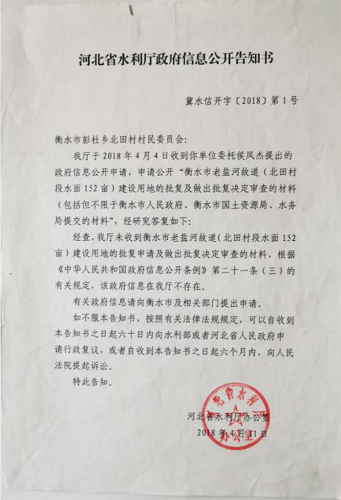 河北省水利厅政府信息公开告知书
冀水信开字〔2018〕第1号
衡水市彭杜乡北田村村民委员会:
我厅于2018年4月4日收到你单位委托侯凤杰提出的
政府信息公开申请,申请公开“衡水市老盐河故道(北田村
段水面152亩)建设用地的批复及做出批复决定审查的材料
(包括但不限于衡水市人民政府、衡水市国土资源局、水务
局提交的材料”,经研究答复如下:
经查,我厅未收到衡水市老盐河故道(北田村段水面152
亩)建设用地的批复申请及做出批复审查的材料,根据
《中华人民共和国政府信息公开条例》第二十一条(三)的
有关规定,该政府信息在我厅不存在。
有关政府信息请向衡水市及相关部门提出申请。
如不服本告知书,按照有关法律法规规定,可以自收到
本告知书之日起六十日内向水利部或者河北省人民政府申
请行政复议,或者自收到本告知书之日起六个月内,向人民
法院提起诉讼。
特此告知。
河北省水利厅办公室
2018年4月11日
办公室